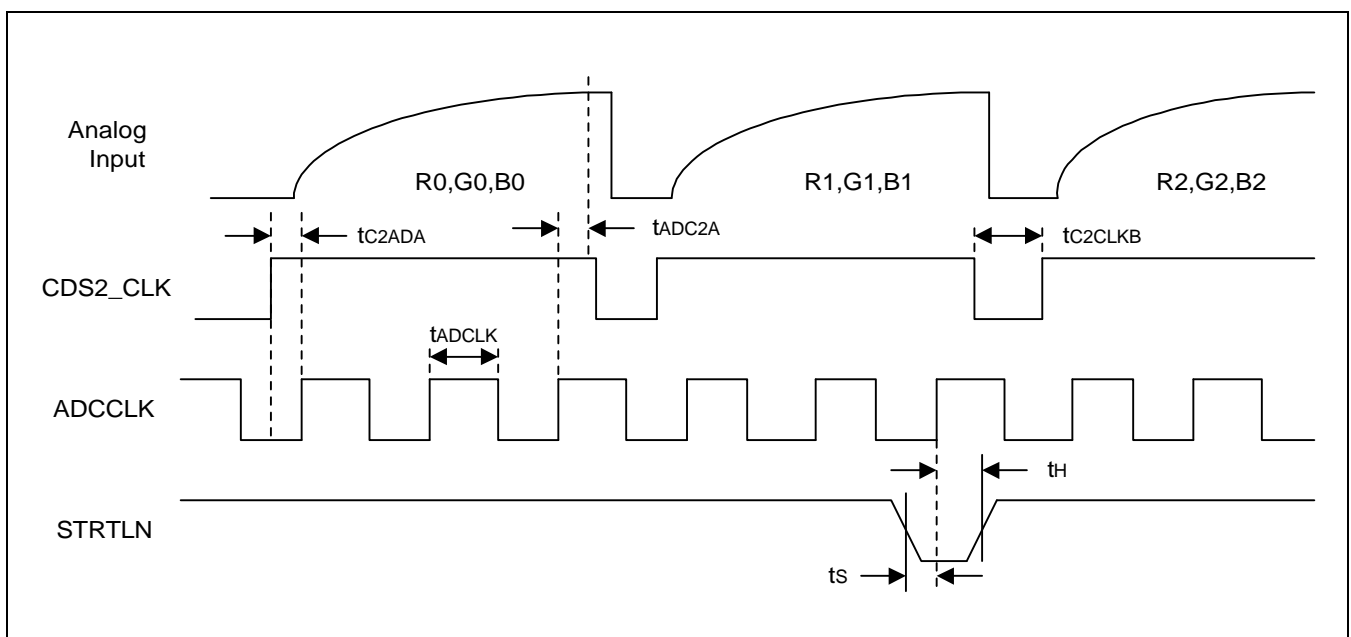 Analog
Input
R0,G0,B0
R1,G1,B1
R2,G2,B2
tC2ADA
tADC2A
tC2CLKB
CDS2_CLK
tADCLK
ADCCLK
tH
STRTLN
tS